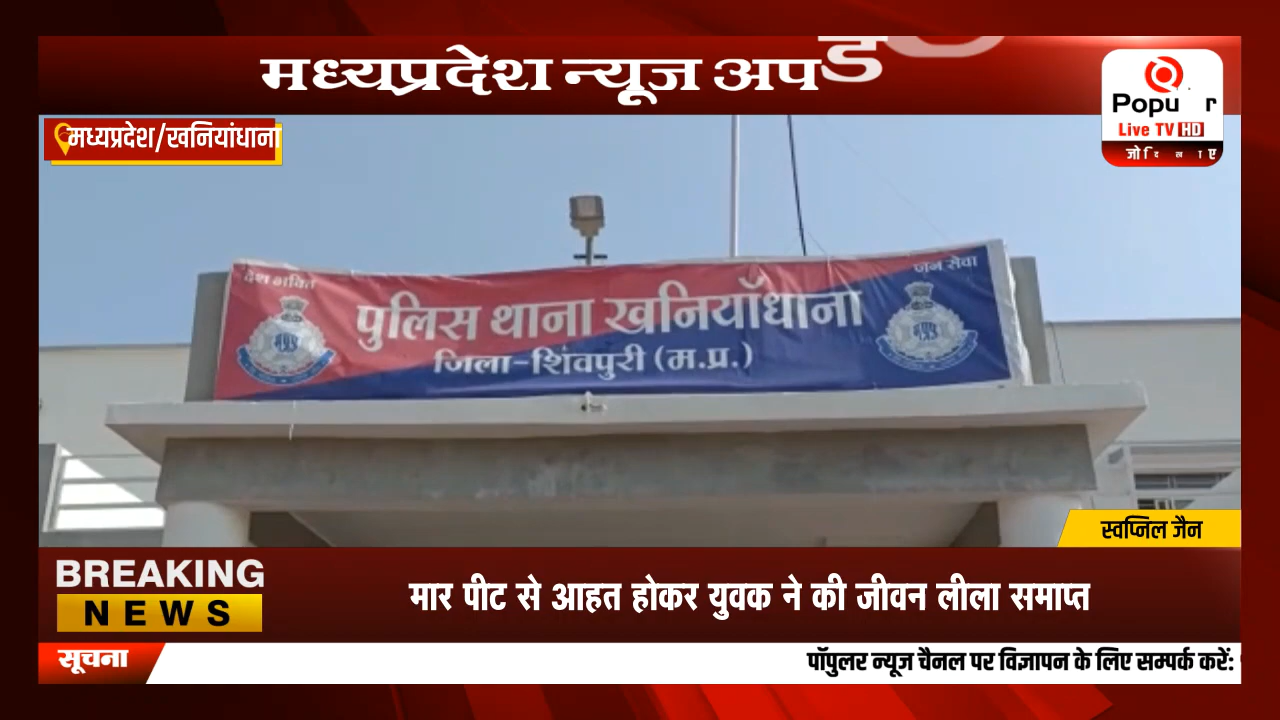 मध्यप्रदेश न्यूज अपडे
Popu r
Live TV HD
मध्यप्रदेश/खनियांधाना
देश भक्ति
जन सेवा
पुलिस थाना खनियाँधाना
जिला-शिवपुरी (म.प्र.)
स्वप्निल जैन
BREAKING
NEWS
मार पीट से आहत होकर युवक ने की जीवन लीला समाप्त
सूचना
पॉपुलर न्यूज चैनल पर विज्ञापन के लिए सम्पर्क करें: